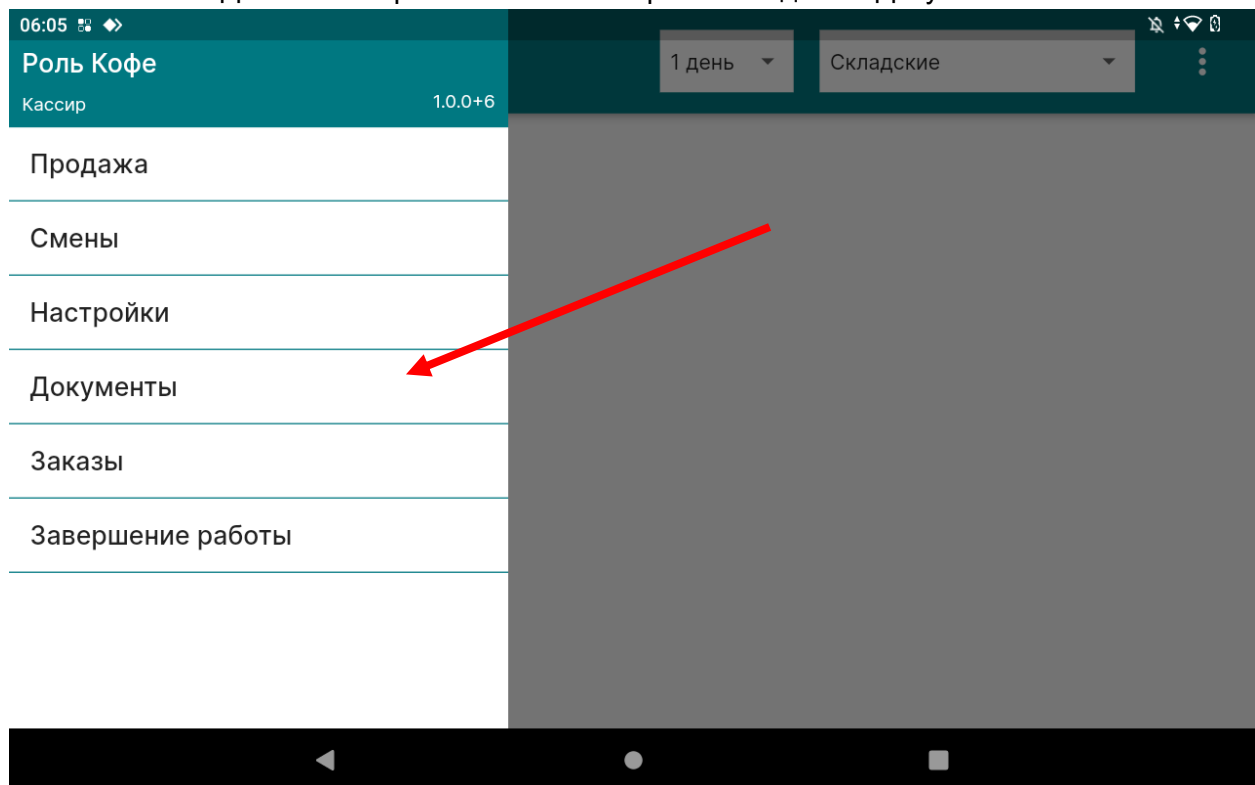 06:05
Роль Кофе
Кассир 1.0.0+6
1 день Складские
Продажа
Смены
Настройки
Документы
Заказы
Завершение работы